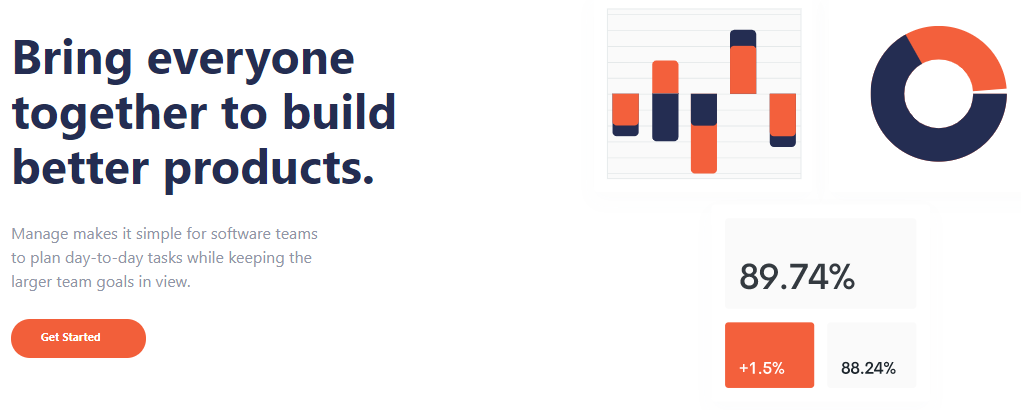 Bring everyone
together to build
better products.
Manage makes it simple for software teams
to plan day-to-day tasks while keeping the
larger team goals in view.
Get Started
89.74%
+1.5%
88.24%